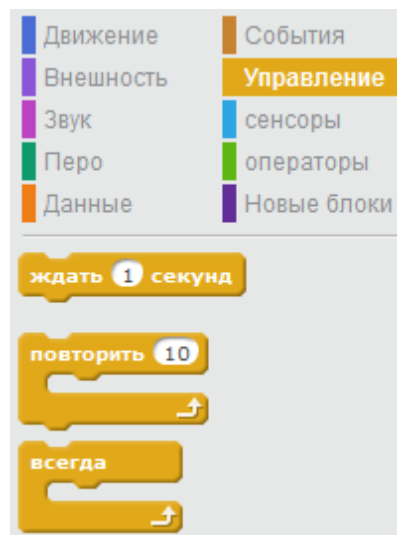 Движение
События
Внешность
Управление
Звук
сенсоры
Перо
операторы
Данные
Новые блоки
ждать 1 секунд
повторить 10
всегда